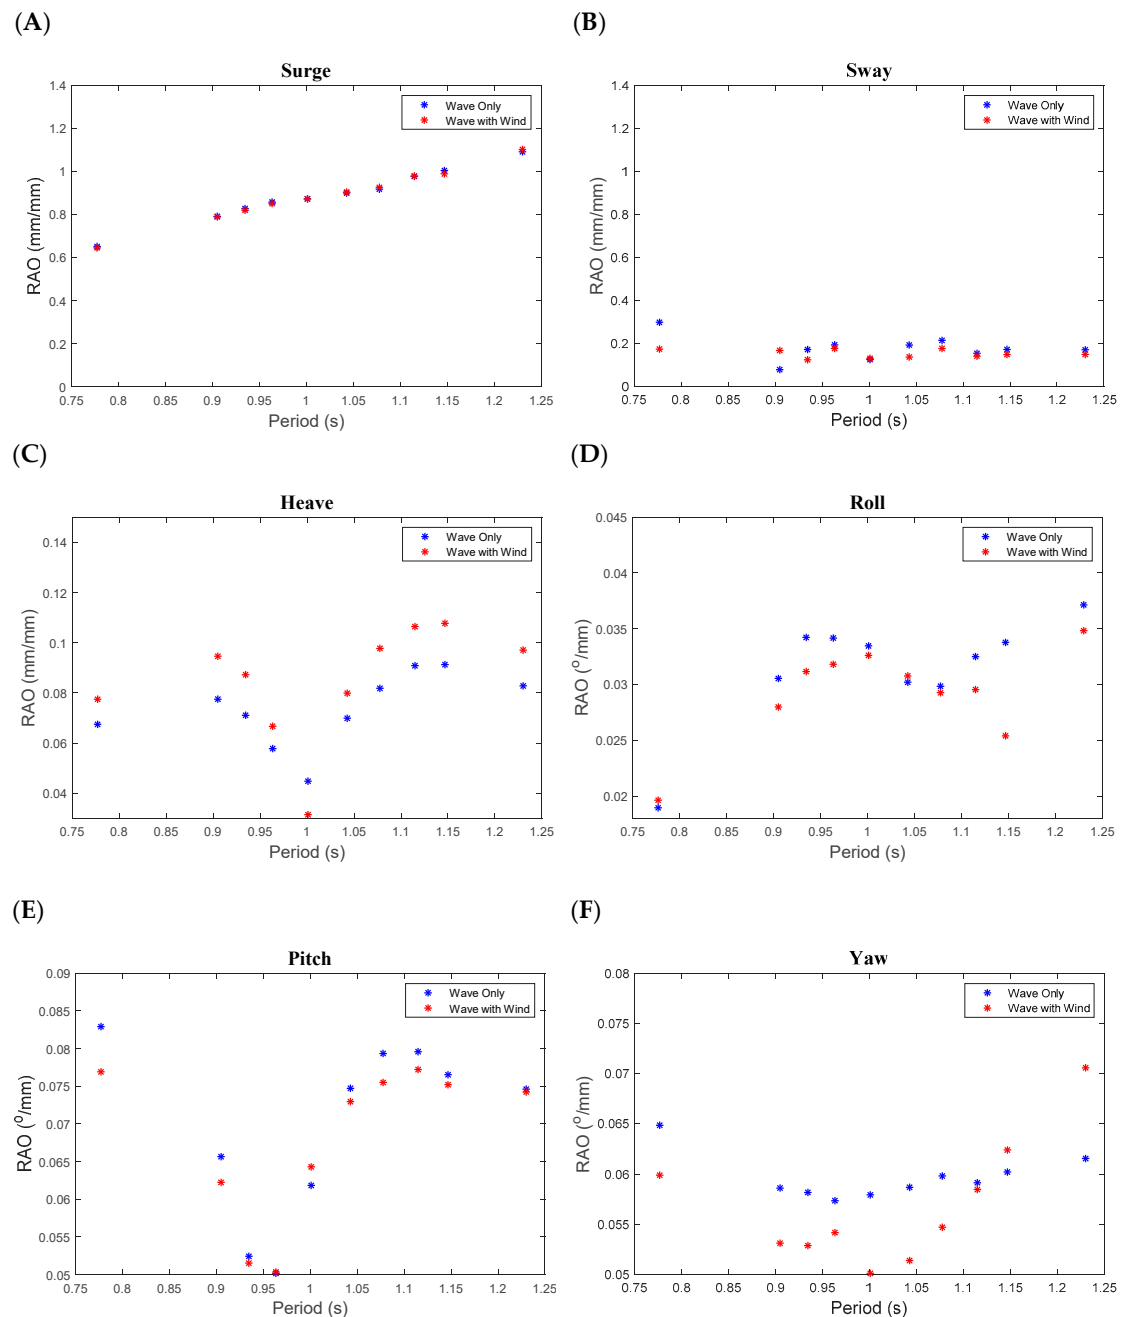 (A)
Surge
1.4
1.2
1
0.8
0.6
0.4
0.2
0
RAO (mm/mm)
Wave Only
Wave with Wind
0.75 0.8 0.9 0.95 1 1.05 1.1 1.15 1.2 1.25
Period (s)
(B)
Sway
1.4
1.2
1
0.8
0.6
0.4
0.2
0
RAO (mm/mm)
Wave Only
Wave with Wind
0.75 0.8 0.9 0.95 1 1.05 1.1 1.15 1.2 1.25
Period (s)
(C)
Heave
0.14
0.12
0.1
0.08
0.06
0.04
RAO (mm/mm)
Wave Only
Wave with Wind
0.75 0.8 0.9 0.95 1 1.05 1.1 1.15 1.2 1.25
Period (s)
(D)
Roll
0.045
0.04
0.035
0.03
0.025
0.02
RAO (⁰/mm)
Wave Only
Wave with Wind
0.75 0.8 0.9 0.95 1 1.05 1.1 1.15 1.2 1.25
Period (s)
(E)
Pitch
0.09
0.085
0.08
0.075
0.07
0.065
0.06
0.055
0.05
RAO (⁰/mm)
Wave Only
Wave with Wind
0.75 0.8 0.9 0.95 1 1.05 1.1 1.15 1.2 1.25
Period (s)
(F)
Yaw
0.08
0.075
0.07
0.065
0.06
0.055
0.05
RAO (⁰/mm)
Wave Only
Wave with Wind
0.75 0.8 0.9 0.95 1 1.05 1.1 1.15 1.2 1.25
Period (s)